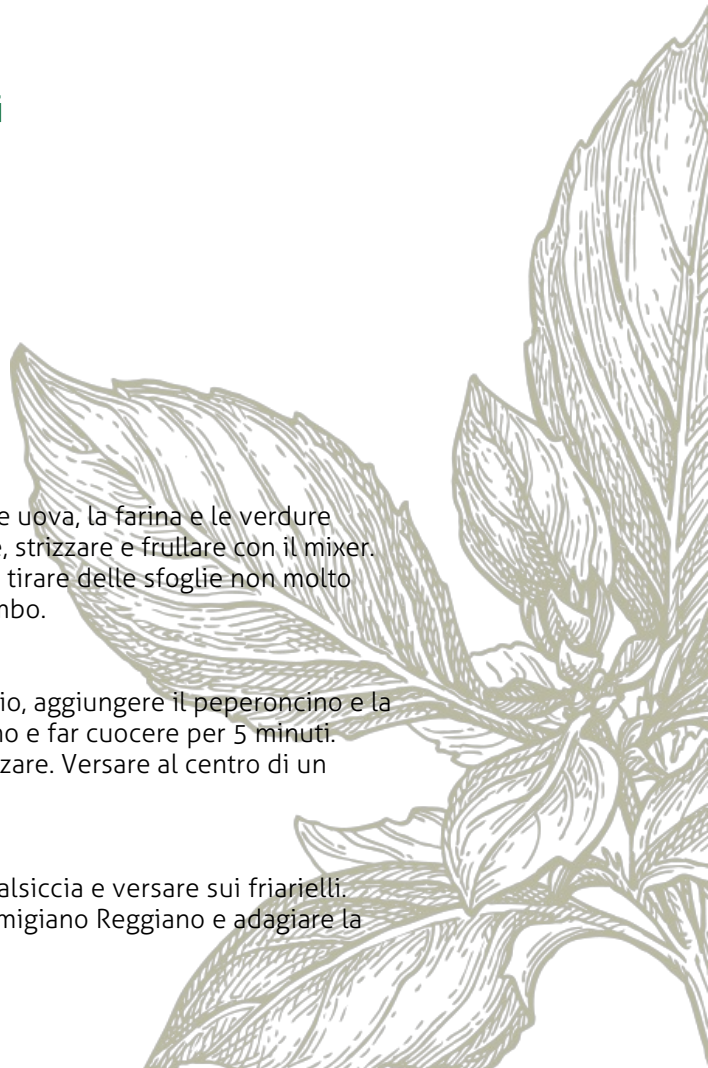 i
e uova, la farina e le verdure
e, strizzare e frullare con il mixer.
tirare delle sfoglie non molto
mbo.
io, aggiungere il peperoncino e la
no e far cuocere per 5 minuti.
zare. Versare al centro di un
alsiccia e versare sui friarielli.
migiano Reggiano e adagiare la